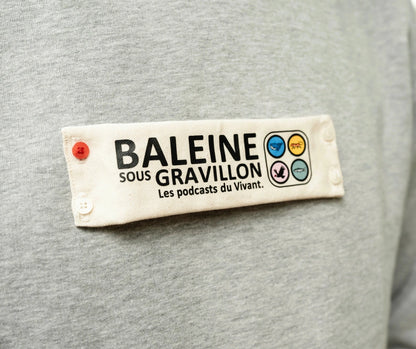 BALEINE
SOUS GRAVILLON
Les podcasts du Vivant.